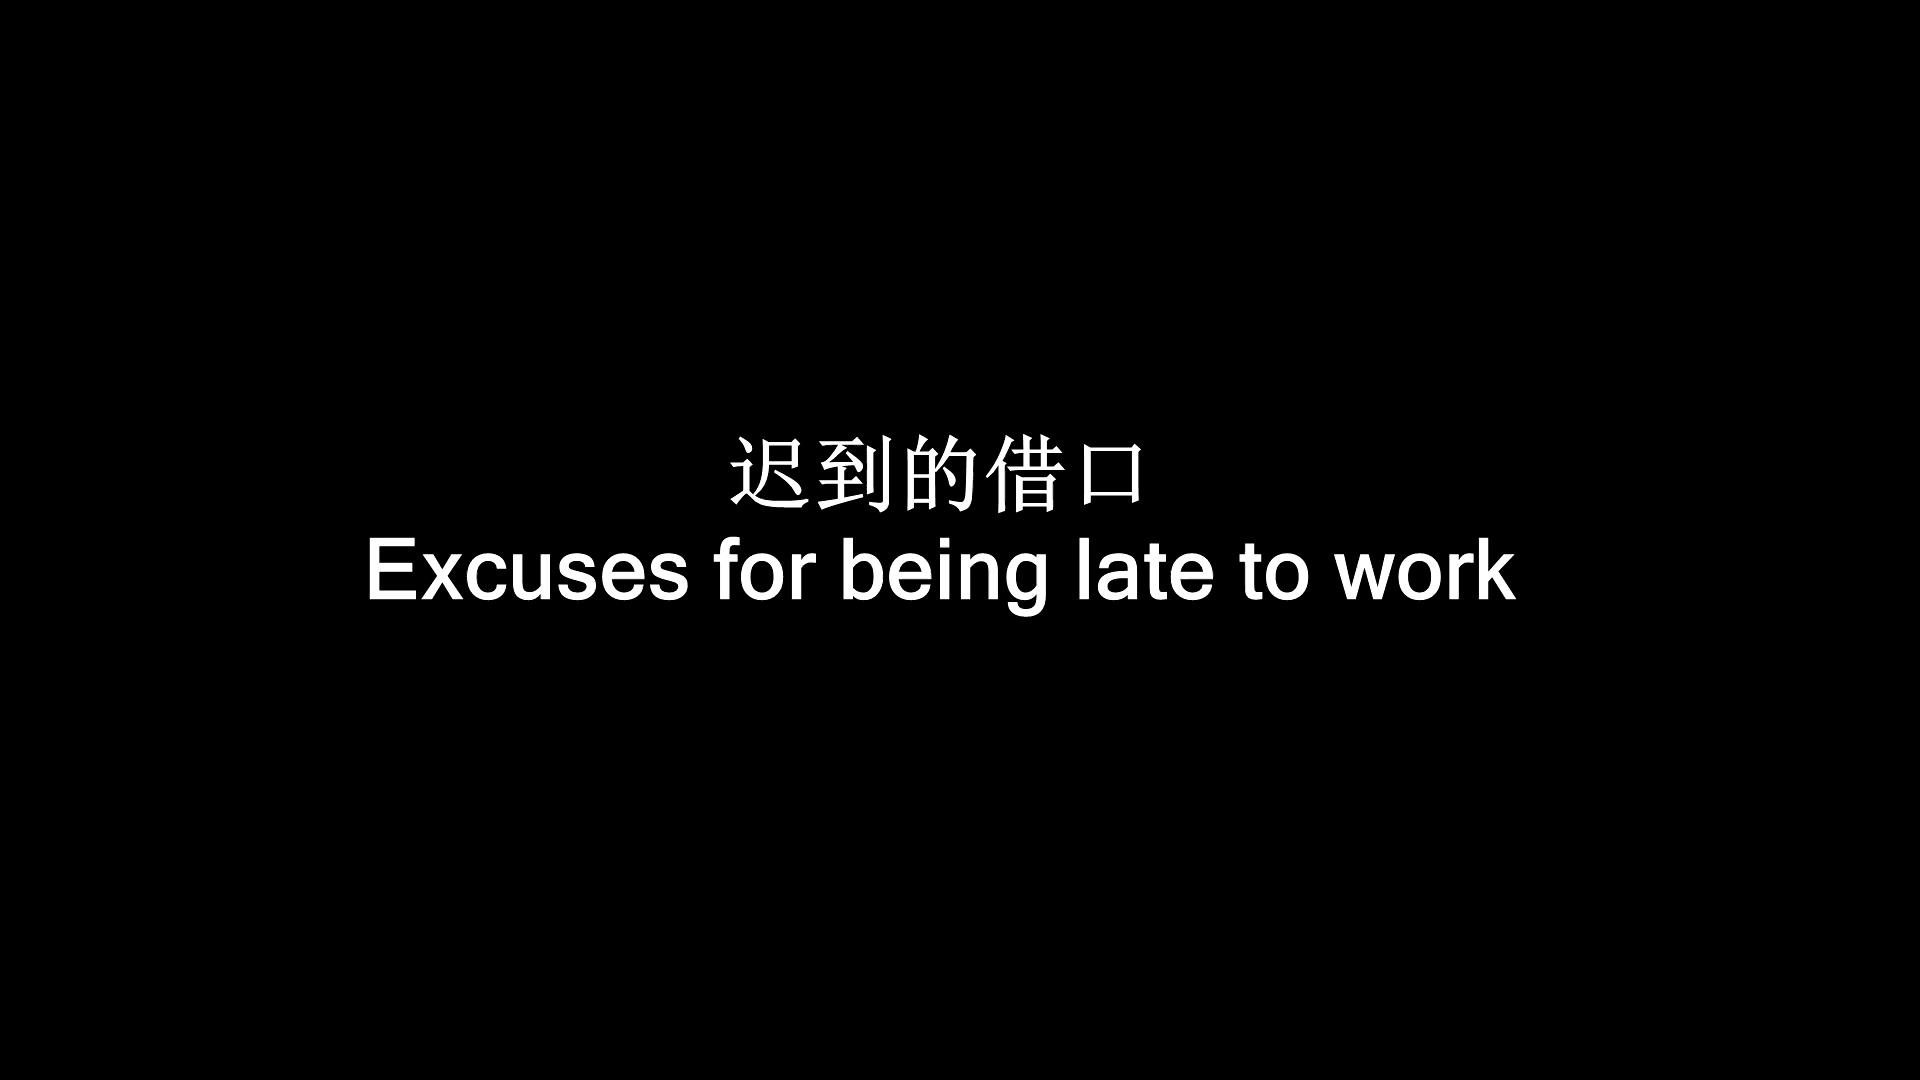 迟到的借口
Excuses for being late to work